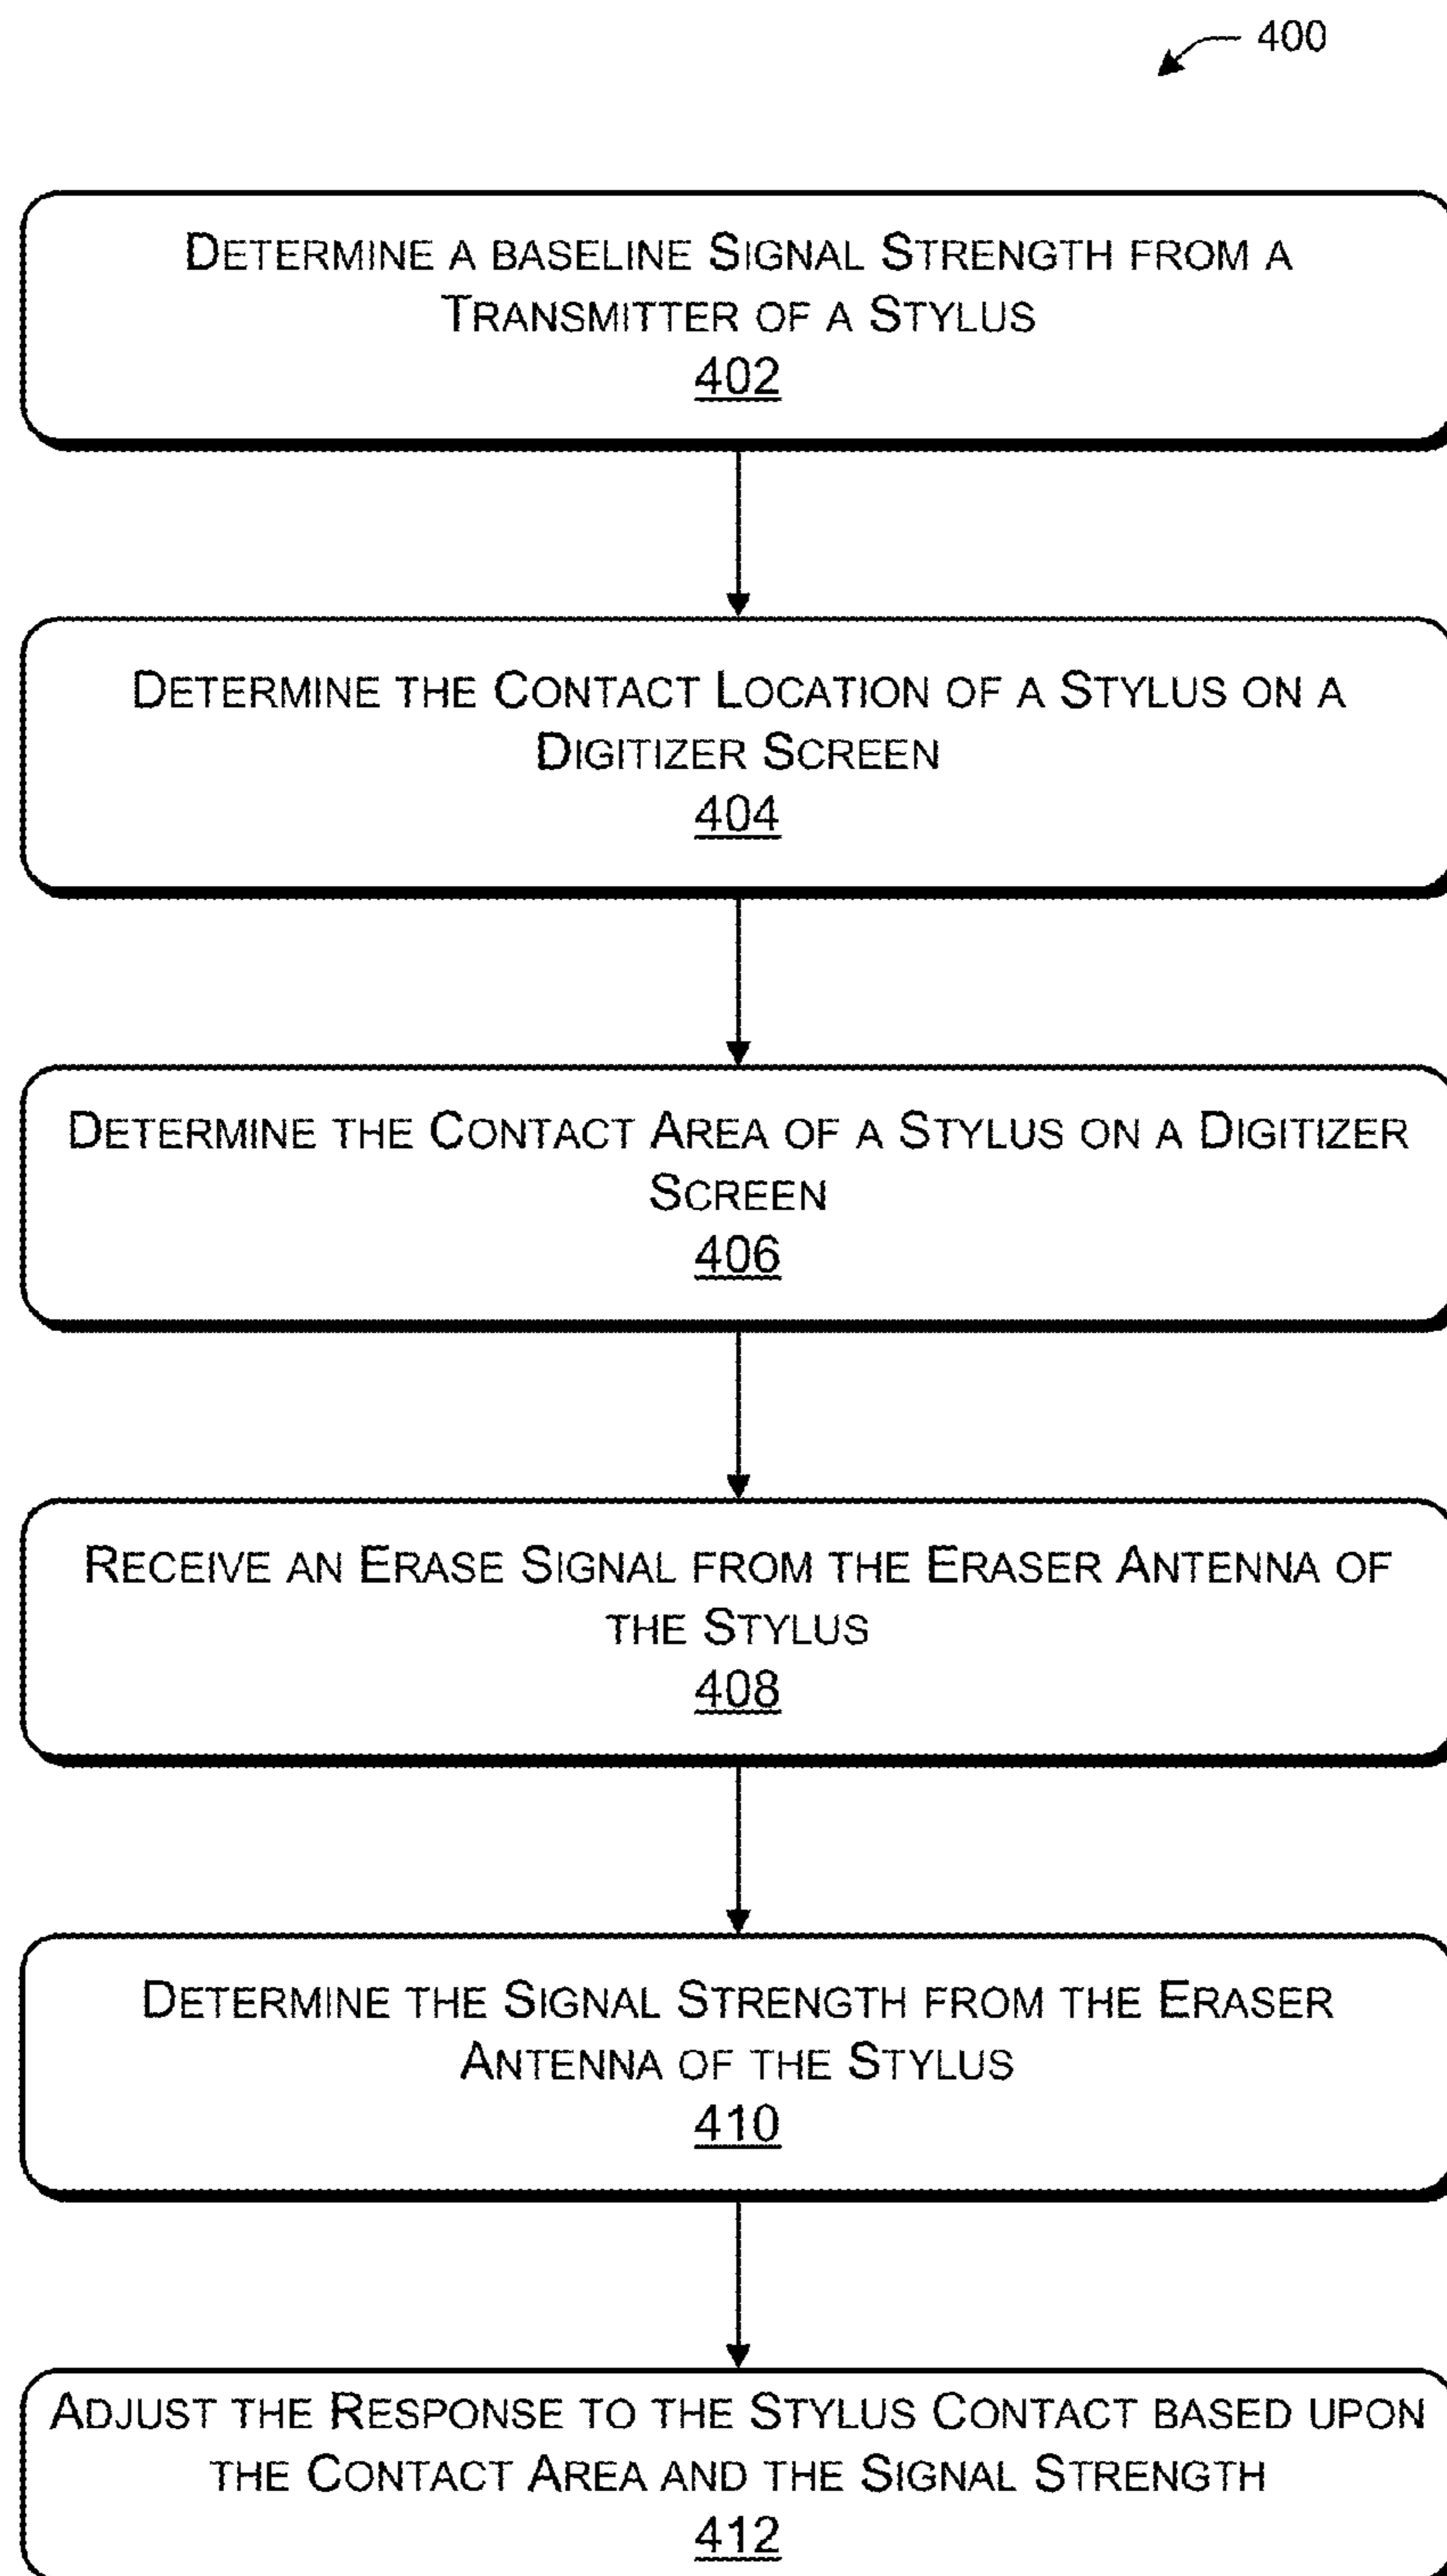 400
DETERMINE A BASELINE SIGNAL STRENGTH FROM A
TRANSMITTER OF A STYLUS
402
DETERMINE THE CONTACT LOCATION OF A STYLUS ON A
DIGITIZER SCREEN
404
DETERMINE THE CONTACT AREA OF A STYLUS ON A DIGITIZER
SCREEN
406
RECEIVE AN ERASE SIGNAL FROM THE ERASER ANTENNA OF
THE STYLUS
408
DETERMINE THE SIGNAL STRENGTH FROM THE ERASER
ANTENNA OF THE STYLUS
410
ADJUST THE RESPONSE TO THE STYLUS CONTACT BASED UPON
THE CONTACT AREA AND THE SIGNAL STRENGTH
412